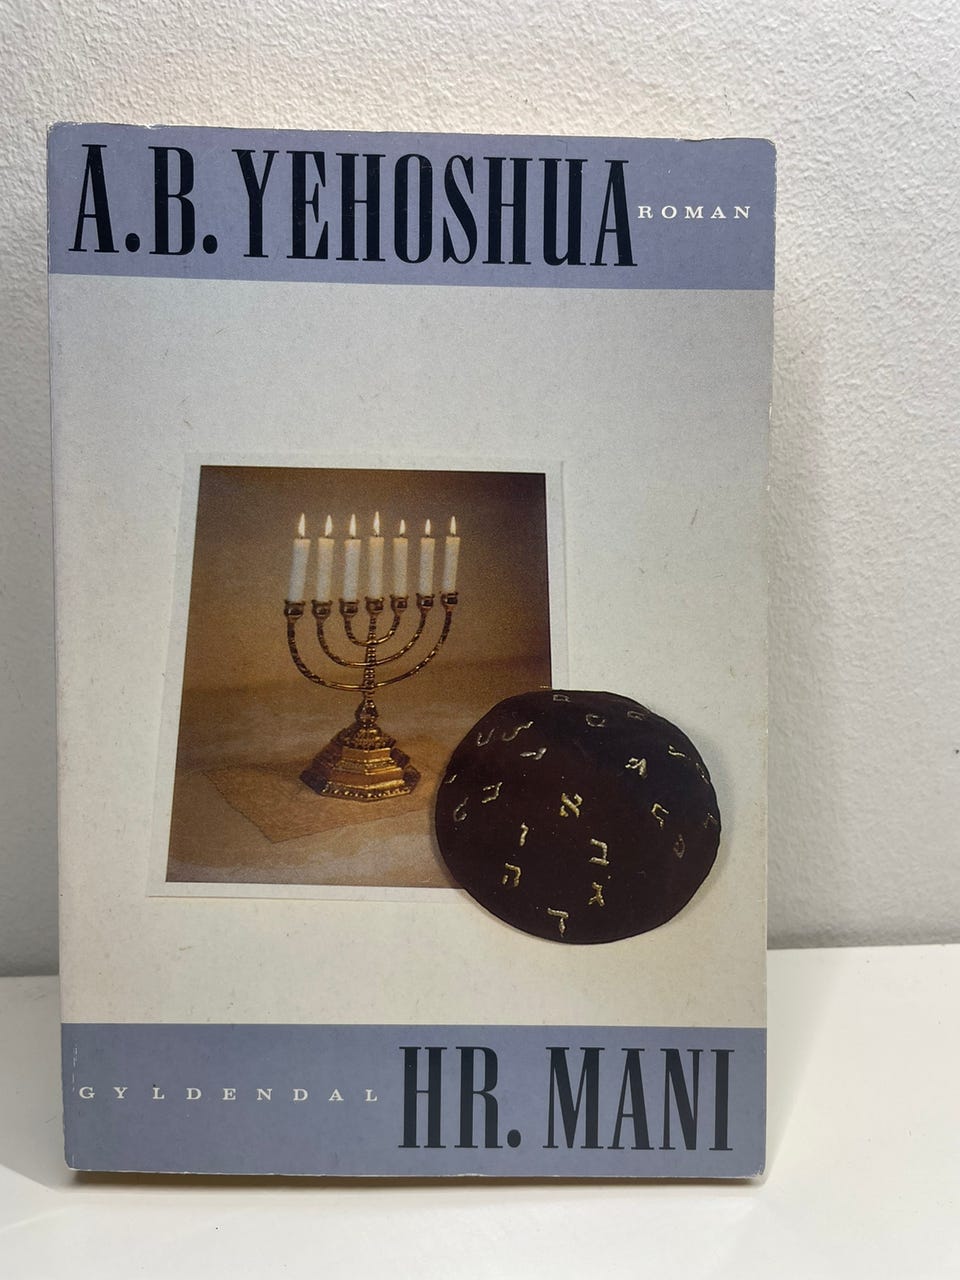 A.B. YEHOSHUA ROMAN
א
ו
ב
ה
ג
ד
GYLDENDAL HR. MANI